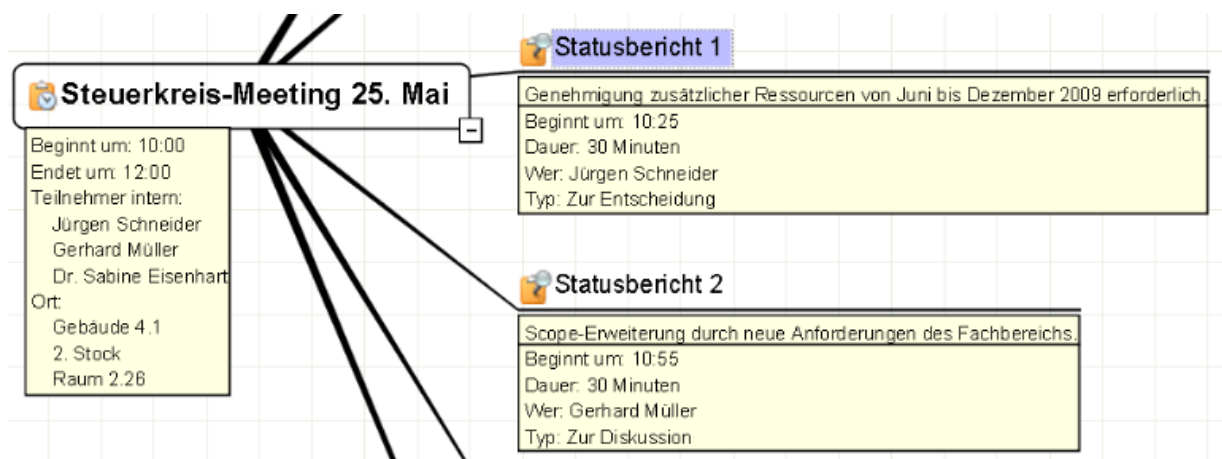 Steuerkreis-Meeting 25. Mai
Beginnt um: 10:00
Endet um: 12:00
Teilnehmer intern:
Jürgen Schneider
Gerhard Müller
Dr. Sabine Eisenhart
Ort:
Gebäude 4.1
2. Stock
Raum 2.26
Statusbericht 1
Genehmigung zusätzlicher Ressourcen von Juni bis Dezember 2009 erforderlich.
Beginnt um: 10:25
Dauer: 30 Minuten
Wer: Jürgen Schneider
Typ: Zur Entscheidung
Statusbericht 2
Scope-Erweiterung durch neue Anforderungen des Fachbereichs.
Beginnt um: 10:55
Dauer: 30 Minuten
Wer: Gerhard Müller
Typ: Zur Diskussion